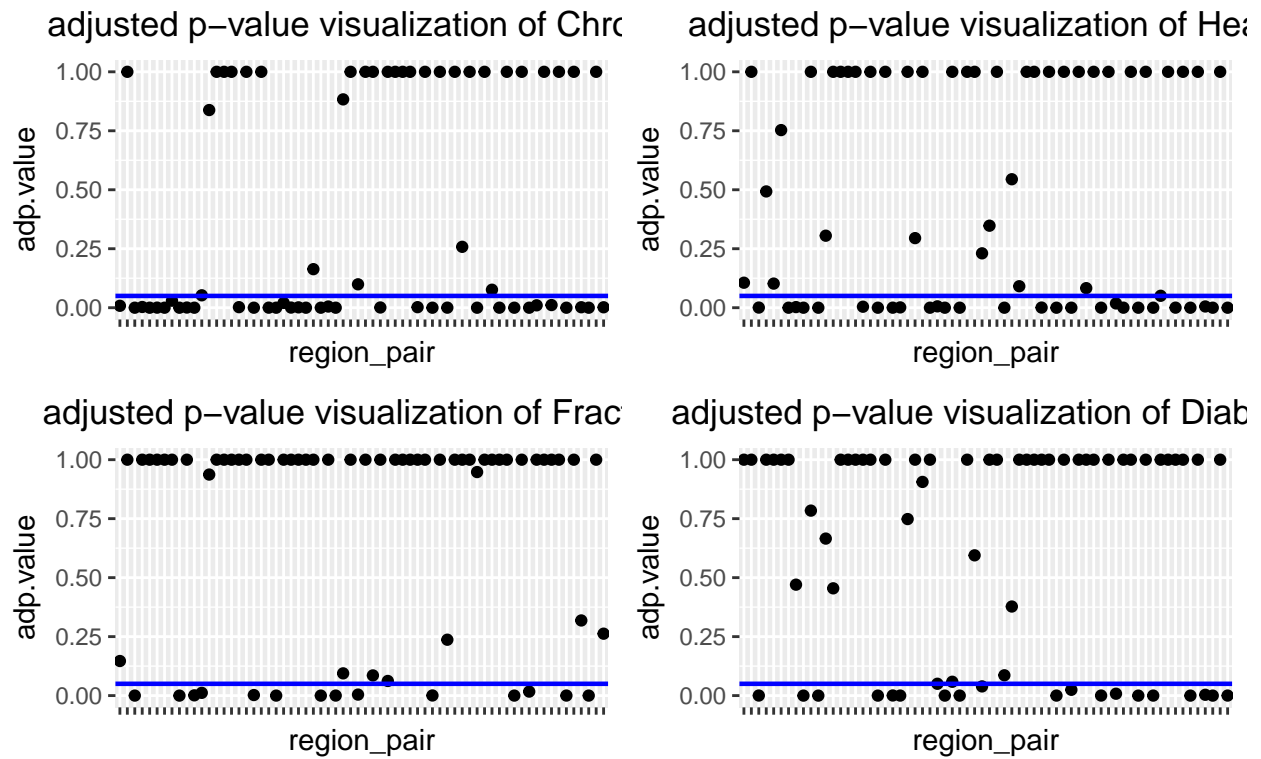 adjusted p−value visualization of Chrc
1.00
0.75
0.50
0.25
0.00
adp.value
region_pair
adjusted p−value visualization of Hea
1.00
0.75
0.50
0.25
0.00
adp.value
region_pair
adjusted p−value visualization of Frac
1.00
0.75
0.50
0.25
0.00
adp.value
region_pair
adjusted p−value visualization of Diab
1.00
0.75
0.50
0.25
0.00
adp.value
region_pair